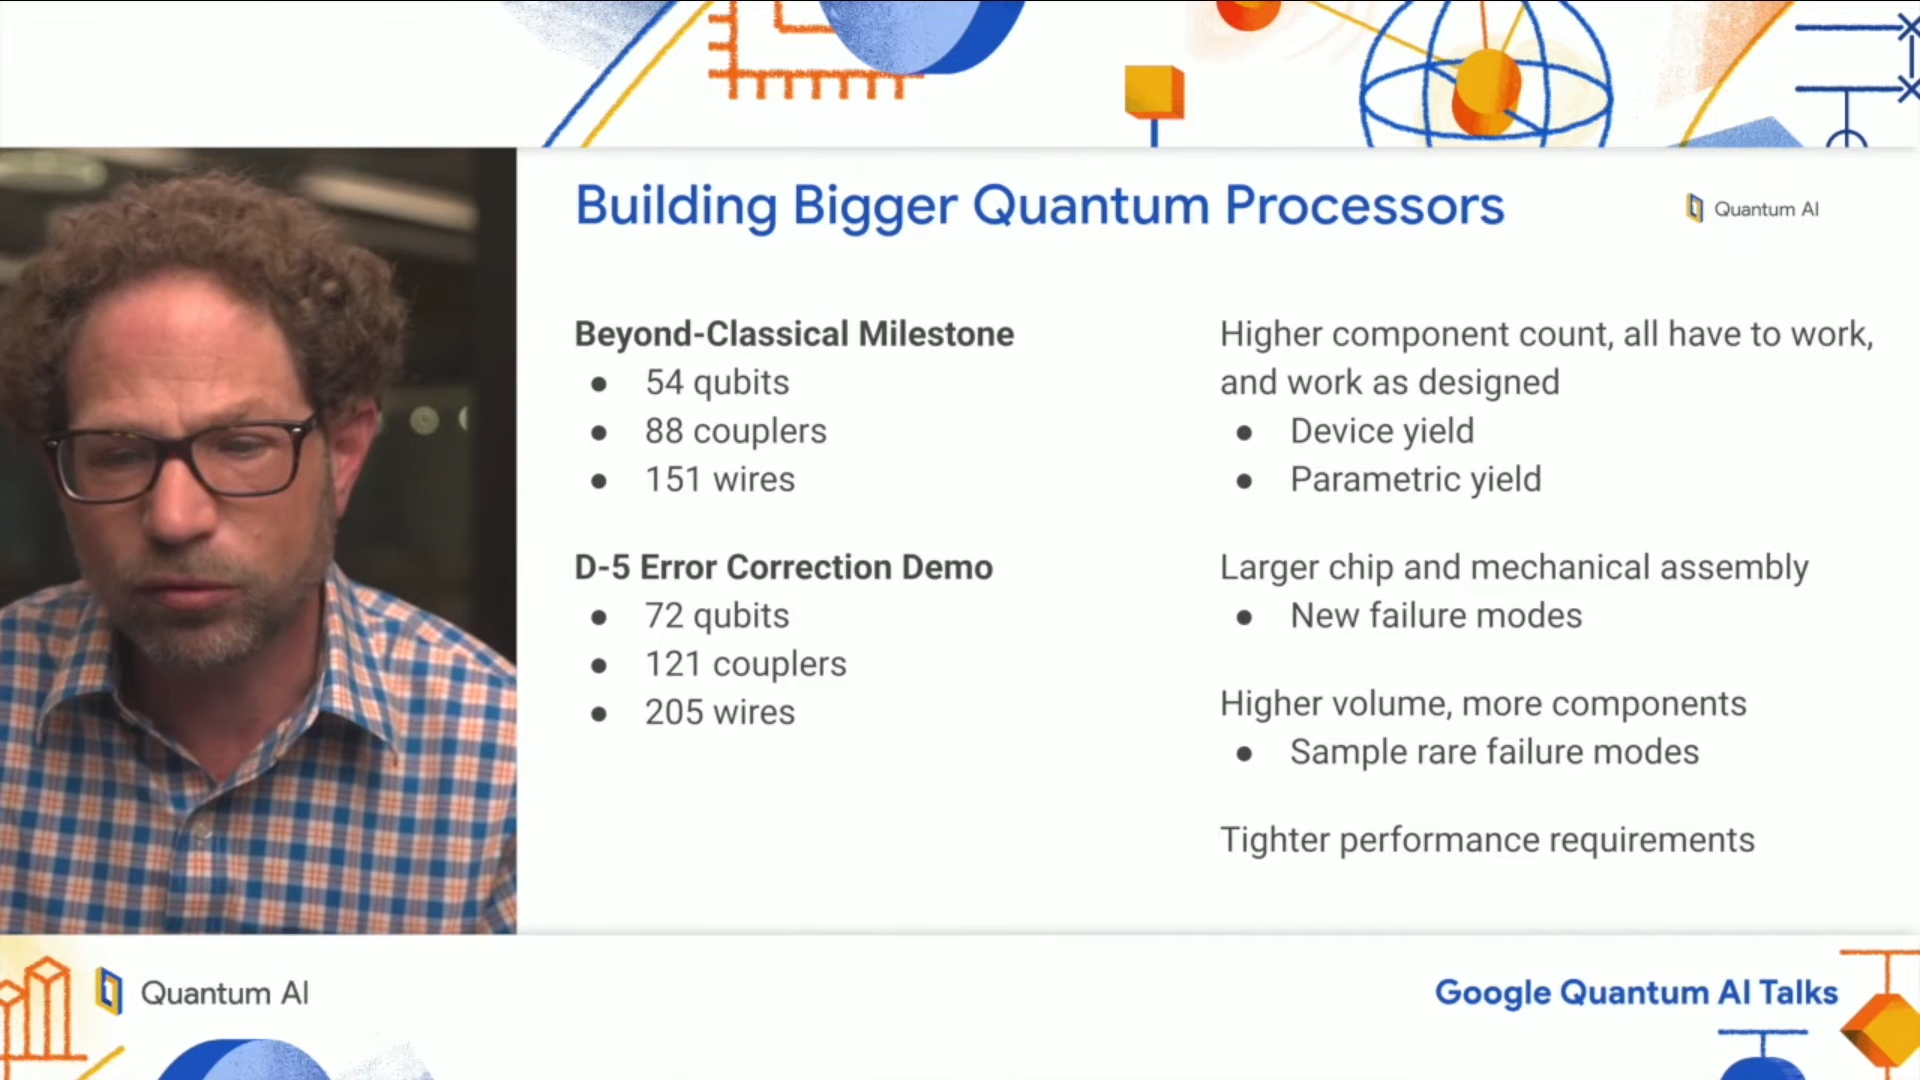 Building Bigger Quantum Processors
Quantum AI
Beyond-Classical Milestone
● 54 qubits
● 88 couplers
● 151 wires
D-5 Error Correction Demo
● 72 qubits
● 121 couplers
● 205 wires
Higher component count, all have to work,
and work as designed
● Device yield
● Parametric yield
Larger chip and mechanical assembly
● New failure modes
Higher volume, more components
● Sample rare failure modes
Tighter performance requirements
Quantum AI
Google Quantum AI Talks